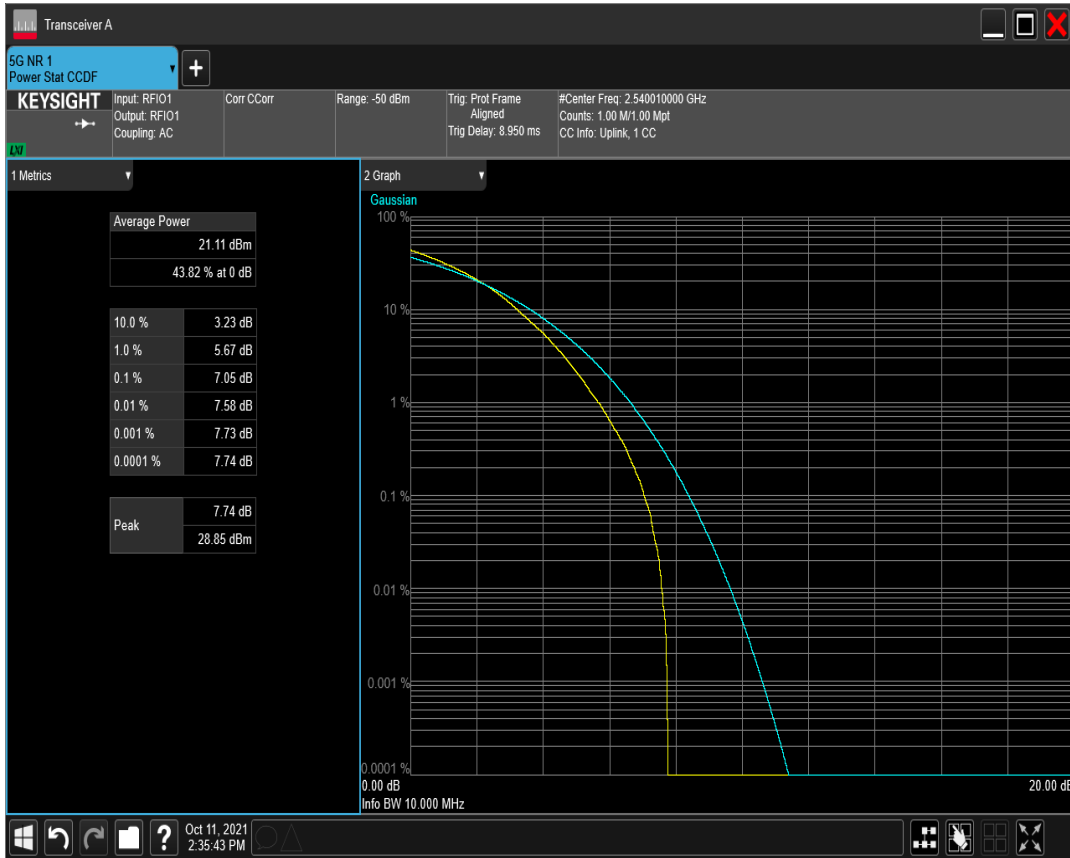 Transceiver A
5G NR 1
Power Stat CCDF
KEYSIGHT
LXI
Input: RFIO1
Output: RFIO1
Coupling: AC
Corr CCorr
Range: -50 dBm
Trig: Prot Frame
Aligned
Trig Delay: 8.950 ms
#Center Freq: 2.540010000 GHz
Counts: 1.00 M/1.00 Mpt
CC Info: Uplink, 1 CC
1 Metrics
Average Power
21.11 dBm
43.82 % at 0 dB
10.0 % 3.23 dB
1.0 % 5.67 dB
0.1 % 7.05 dB
0.01 % 7.58 dB
0.001 % 7.73 dB
0.0001 % 7.74 dB
Peak 7.74 dB
28.85 dBm
2 Graph
Gaussian
100 %
10 %
1 %
0.1 %
0.01 %
0.001 %
0.0001 %
0.00 dB 20.00 dB
Info BW 10.000 MHz
? Oct 11, 2021
2:35:43 PM